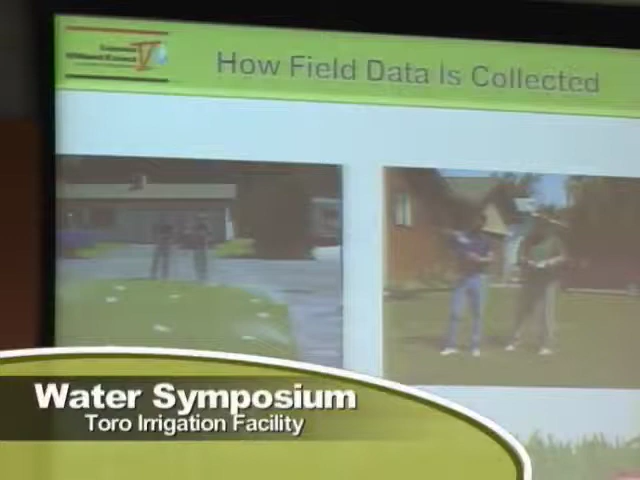 How Field Data Is Collected
Water Symposium
Toro Irrigation Facility